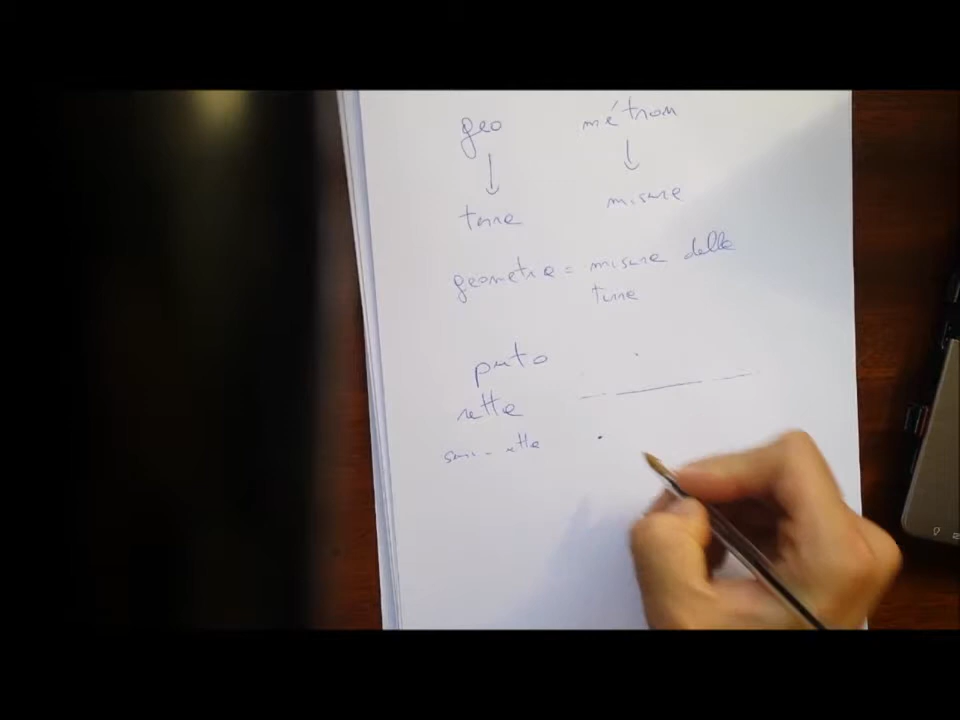 geo métron
terra misura
geometria = misura della
terra
punto
retta
semi-retta